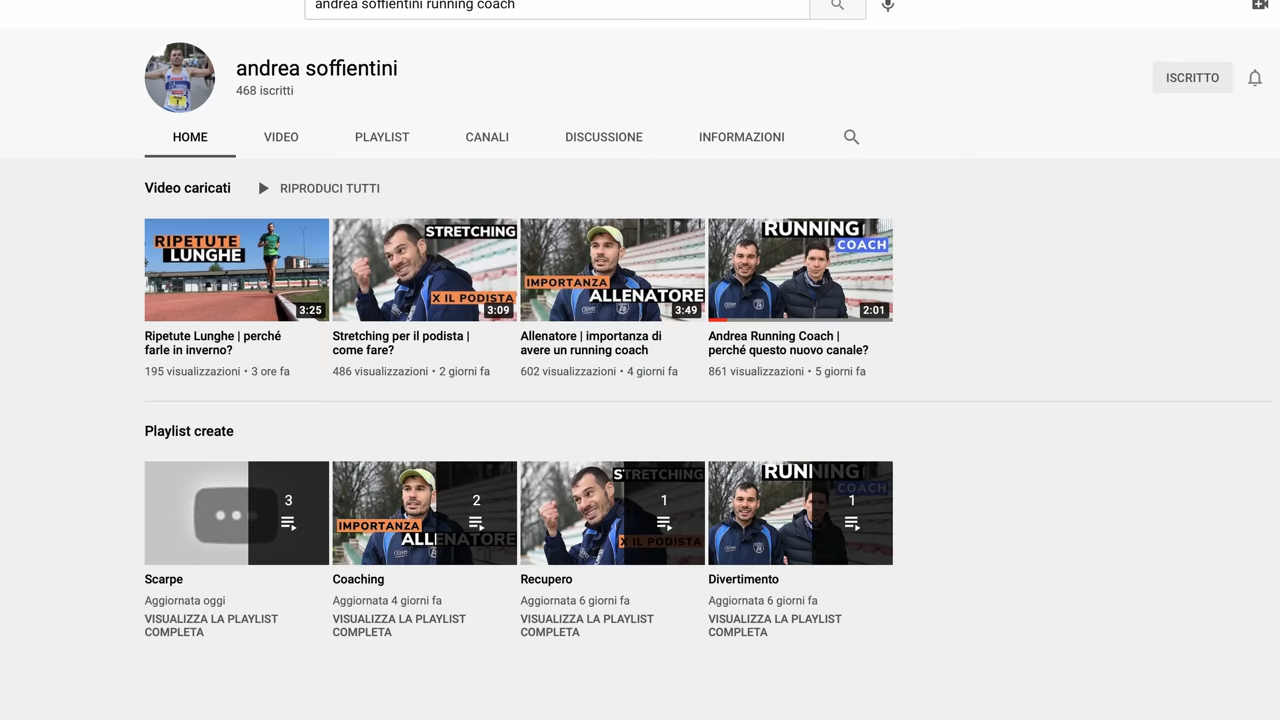 andrea soffientini running coach
andrea soffientini
468 iscritti
ISCRITTO
HOME VIDEO PLAYLIST CANALI DISCUSSIONE INFORMAZIONI
Video caricati RIPRODUCI TUTTI
RIPETUTE
LUNGHE
3:25
STRETCHING
X IL PODISTA
3:09
IMPORTANZA
ALLENATORE
3:49
RUNNING
COACH
2:01
Ripetute Lunghe | perché
farle in inverno?
195 visualizzazioni • 3 ore fa
Stretching per il podista |
come fare?
486 visualizzazioni • 2 giorni fa
Allenatore | importanza di
avere un running coach
602 visualizzazioni • 4 giorni fa
Andrea Running Coach |
perché questo nuovo canale?
861 visualizzazioni • 5 giorni fa
Playlist create
3
IMPORTANZA
ALLENATORE
2
STRETCHING
X IL PODISTA
1
RUNNING
COACH
1
Scarpe
Aggiornata oggi
VISUALIZZA LA PLAYLIST
COMPLETA
Coaching
Aggiornata 4 giorni fa
VISUALIZZA LA PLAYLIST
COMPLETA
Recupero
Aggiornata 6 giorni fa
VISUALIZZA LA PLAYLIST
COMPLETA
Divertimento
Aggiornata 6 giorni fa
VISUALIZZA LA PLAYLIST
COMPLETA